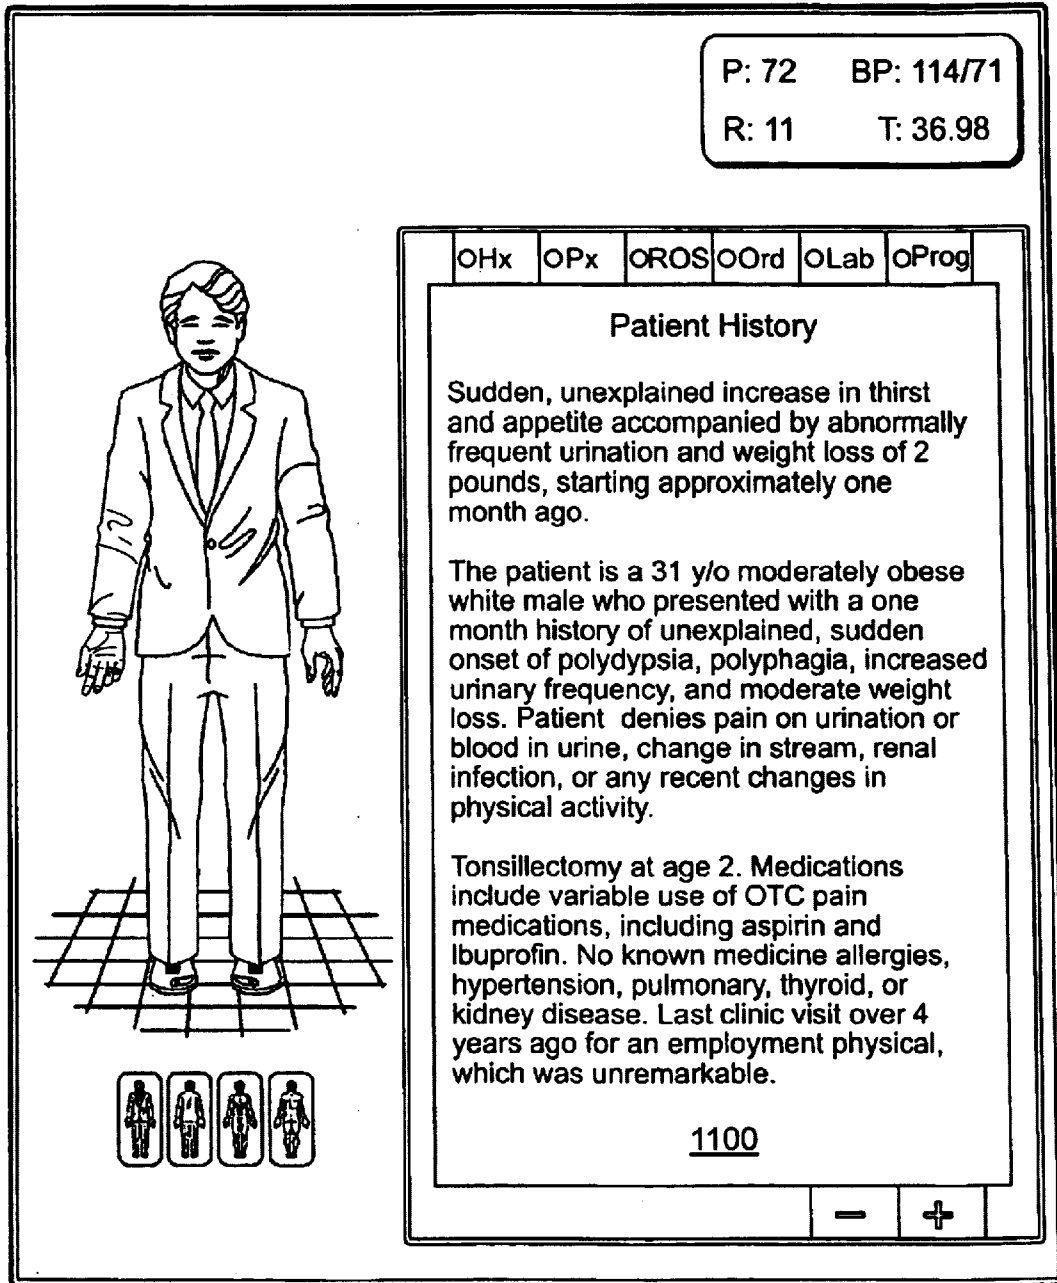 P: 72 BP: 114/71
R: 11 T: 36.98
Hx Px ROS Ord Lab Prog
Patient History
Sudden, unexplained increase in thirst
and appetite accompanied by abnormally
frequent urination and weight loss of 2
pounds, starting approximately one
month ago.
The patient is a 31 y/o moderately obese
white male who presented with a one
month history of unexplained, sudden
onset of polydypsia, polyphagia, increased
urinary frequency, and moderate weight
loss. Patient denies pain on urination or
blood in urine, change in stream, renal
infection, or any recent changes in
physical activity.
Tonsillectomy at age 2. Medications
include variable use of OTC pain
medications, including aspirin and
Ibuprofin. No known medicine allergies,
hypertension, pulmonary, thyroid, or
kidney disease. Last clinic visit over 4
years ago for an employment physical,
which was unremarkable.
1100
- +